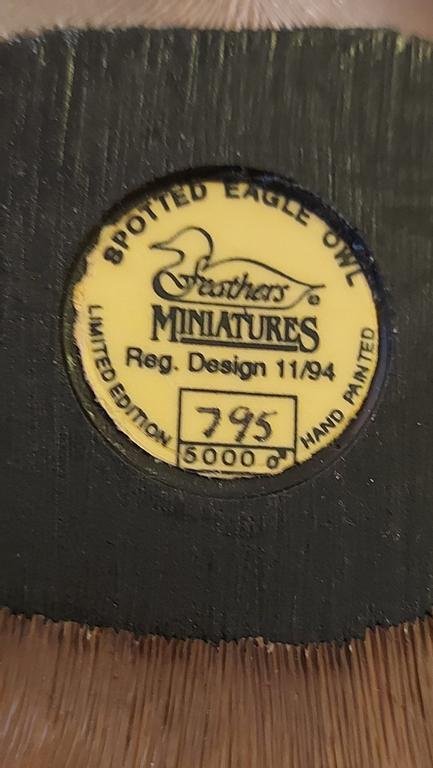 SPOTTED EAGLE OWL
Feathers
MINIATURES
Reg. Design 11/94
LIMITED EDITION
795
5000
HAND PAINTED